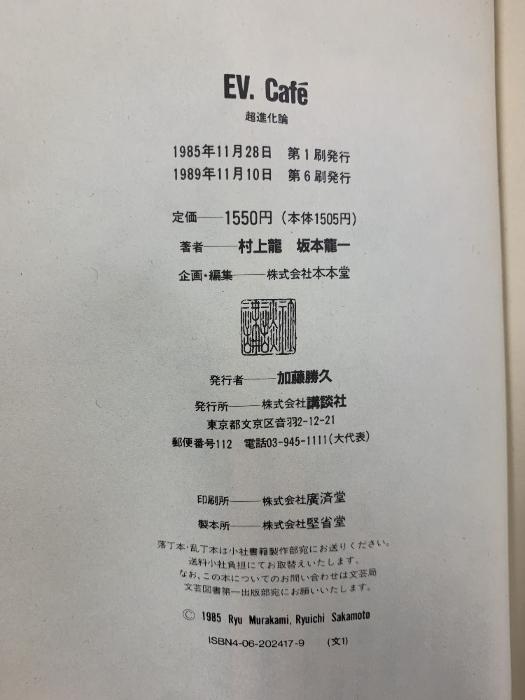 EV. Café
超進化論
1985年11月28日　第1刷発行
1989年11月10日　第6刷発行
定価――1550円（本体1505円）
著者――村上龍　坂本龍一
企画・編集――株式会社本本堂
発行者――加藤勝久
発行所――株式会社講談社
東京都文京区音羽2-12-21
郵便番号112　電話03-945-1111（大代表）
印刷所――株式会社廣済堂
製本所――株式会社堅省堂
落丁本・乱丁本は小社書籍製作部宛にお送りください。
送料小社負担にてお取替えいたします。
なお、この本についてのお問い合わせは文芸局
文芸図書第一出版部宛にお願いいたします。
© 1985 Ryu Murakami, Ryuichi Sakamoto
ISBN4-06-202417-9　（文1）